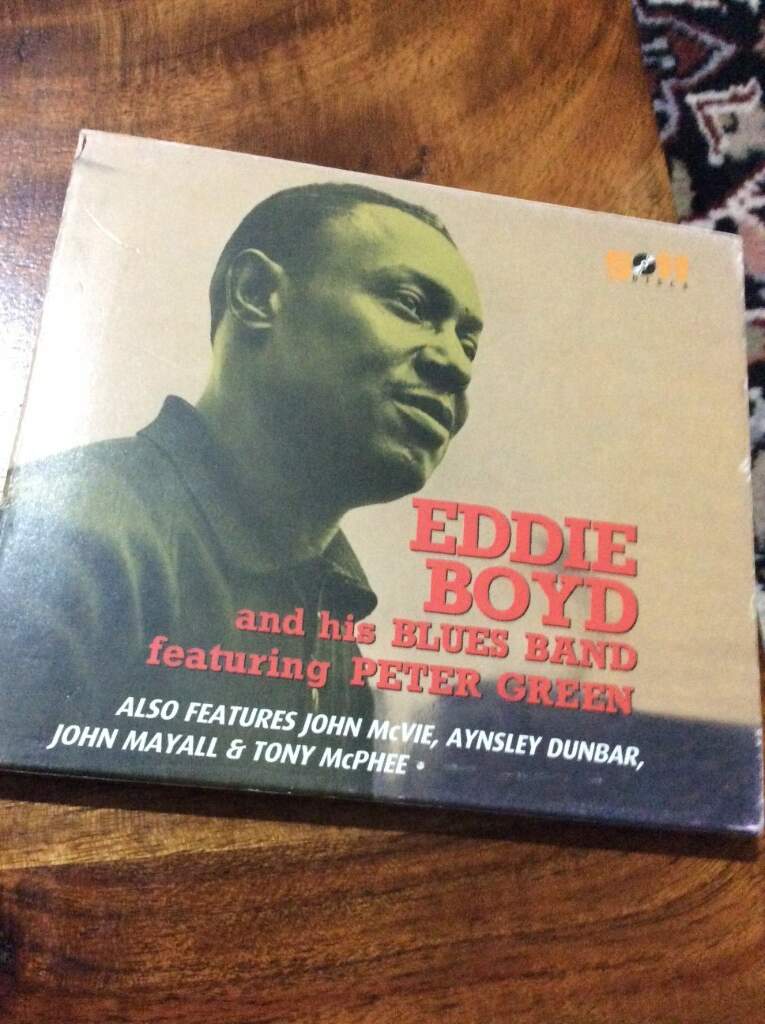 EDDIE
BOYD
and his BLUES BAND
featuring PETER GREEN
ALSO FEATURES JOHN McVIE, AYNSLEY DUNBAR,
JOHN MAYALL & TONY McPHEE •